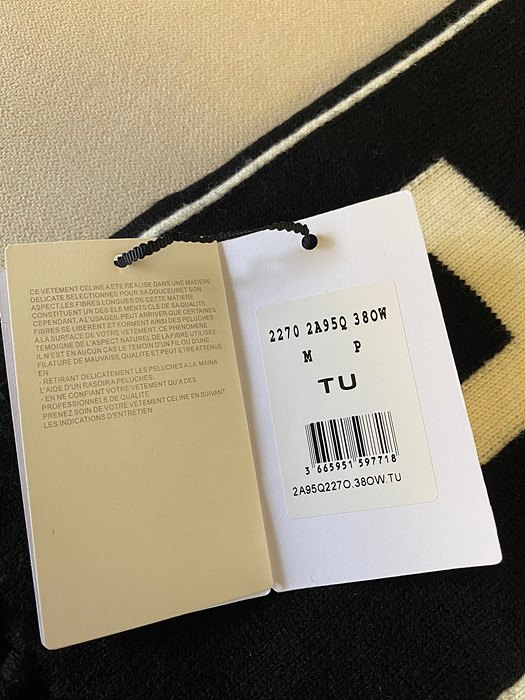 CE VETEMENT CELINE A ETE REALISE DANS UNE MATIERE
DELICATE SELECTIONNEE POUR SA DOUCEURET SON
ASPECT.LES FIBRES LONGUES DE CETTE MATIERE
CONSTITUENT UN DES ELEMENTS CLE DE SA QUALITE.
CEPENDANT, A L'USAGE,IL PEUT ARRIVER QUE CERTAINES
FIBRES SE LIBERENT ET FORMENT AINSI DES PELUCHES
A LA SURFACE DE VOTRE VETEMENT. CE PHENOMENE
TEMOIGNE DE L'ASPECT NATUREL DE LA FIBRE UTILISEE.
IL N'EST EN AUCUN CAS LE TEMOIN D'UN FIL OU D'UNE
FILATURE DE MAUVAISE QUALITE ET PEUT ETRE ATTENUE
EN:
- RETIRANT DELICATEMENT LES PELUCHES A LA MAINA
L'AIDE D'UN RASOIR A PELUCHES.
- EN NE CONFIANT VOTRE VETEMENT QU'A DES
PROFESSIONNELS DE QUALITE
PRENEZ SOIN DE VOTRE VETEMENT CELINE EN SUIVANT
LES INDICATIONS D'ENTRETIEN.
2270 2A95Q 38OW
M P
TU
3 665951 597718
2A95Q227O.38OW.TU